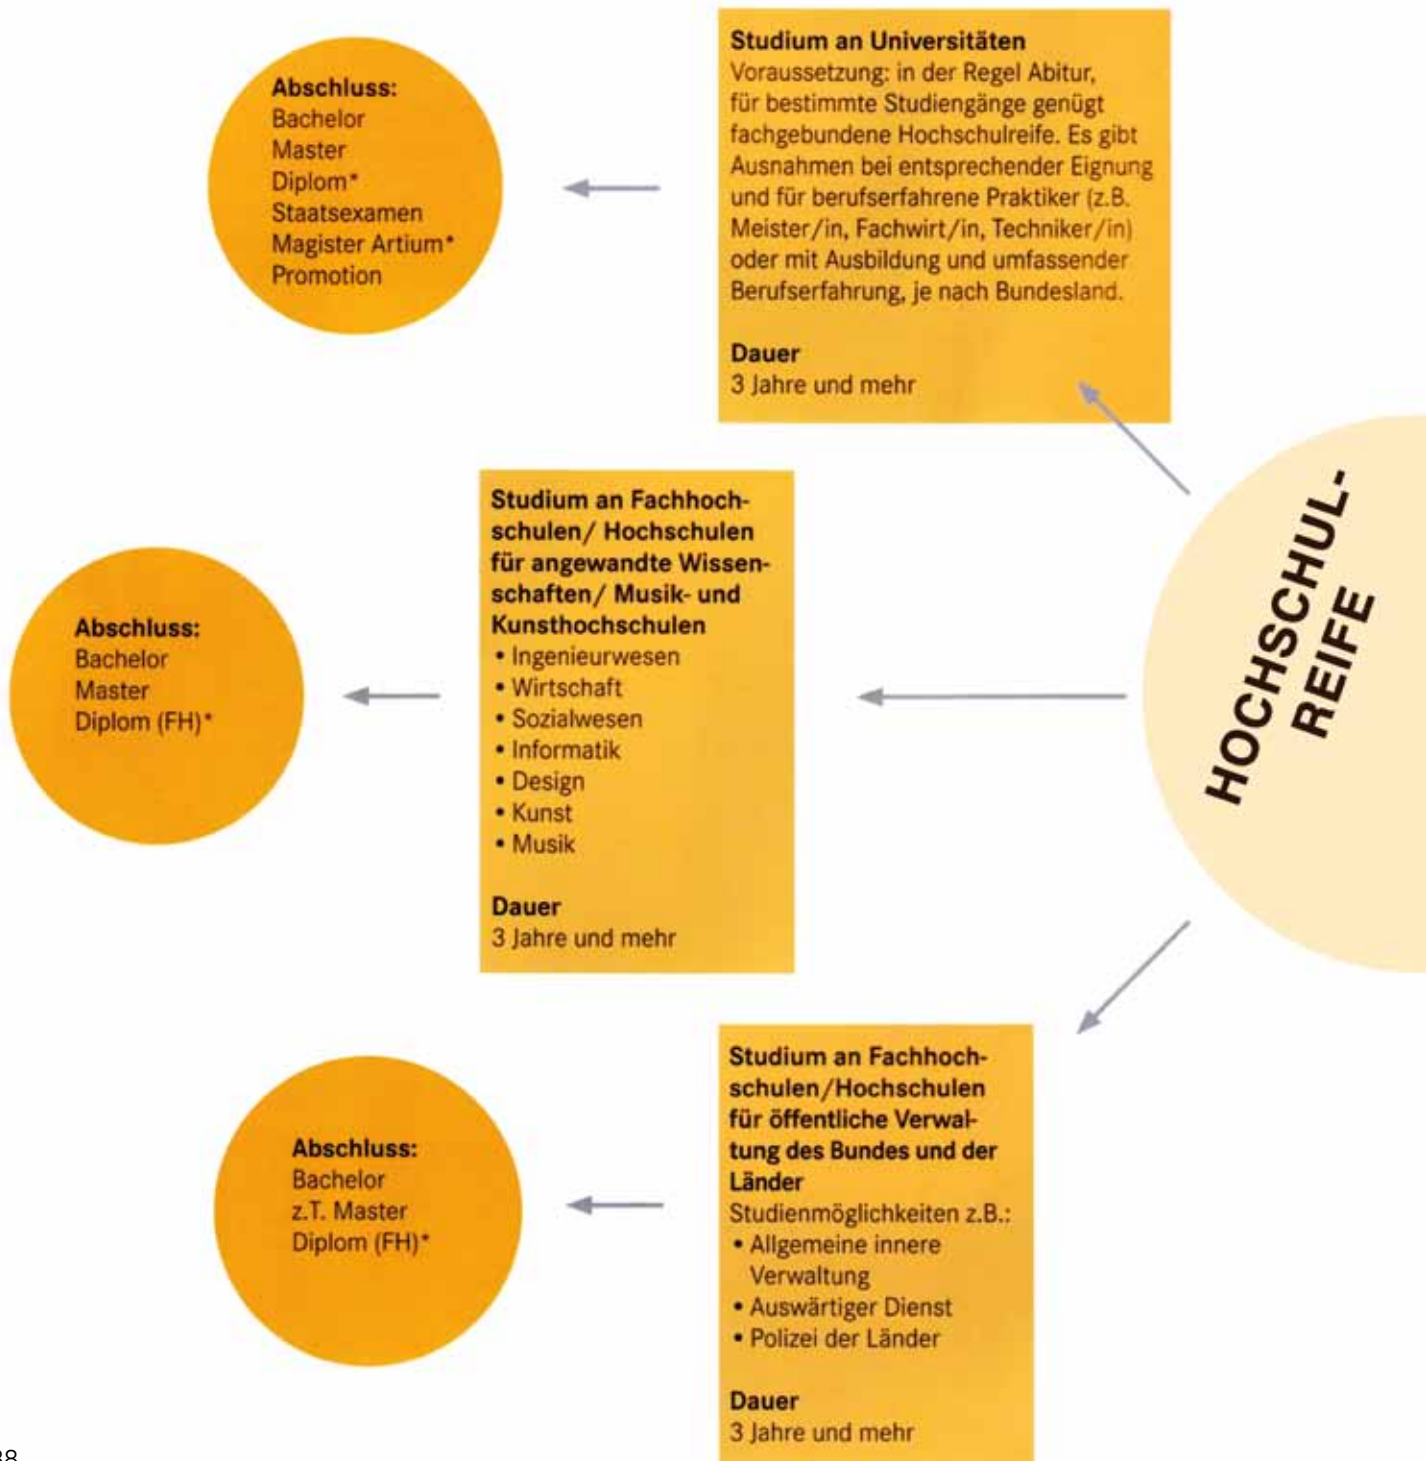 Abschluss:
Bachelor
Master
Diplom*
Staatsexamen
Magister Artium*
Promotion
Studium an Universitäten
Voraussetzung: in der Regel Abitur,
für bestimmte Studiengänge genügt
fachgebundene Hochschulreife. Es gibt
Ausnahmen bei entsprechender Eignung
und für berufserfahrene Praktiker (z.B.
Meister/in, Fachwirt/in, Techniker/in)
oder mit Ausbildung und umfassender
Berufserfahrung, je nach Bundesland.
Dauer
3 Jahre und mehr
HOCHSCHUL-
REIFE
Abschluss:
Bachelor
Master
Diplom (FH)*
Studium an Fachhoch-
schulen/ Hochschulen
für angewandte Wissen-
schaften/ Musik- und
Kunsthochschulen
• Ingenieurwesen
• Wirtschaft
• Sozialwesen
• Informatik
• Design
• Kunst
• Musik
Dauer
3 Jahre und mehr
Abschluss:
Bachelor
z.T. Master
Diplom (FH)*
Studium an Fachhoch-
schulen/Hochschulen
für öffentliche Verwal-
tung des Bundes und der
Länder
Studienmöglichkeiten z.B.:
• Allgemeine innere
Verwaltung
• Auswärtiger Dienst
• Polizei der Länder
Dauer
3 Jahre und mehr